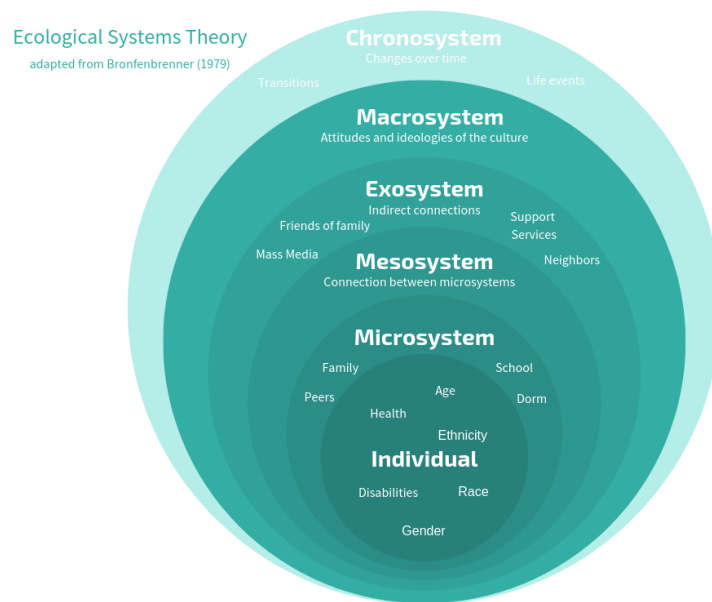 Ecological Systems Theory
adapted from Bronfenbrenner (1979)
Chronosystem
Changes over time
Transitions
Life events
Macrosystem
Attitudes and ideologies of the culture
Exosystem
Indirect connections
Friends of family
Support
Services
Mass Media
Neighbors
Mesosystem
Connection between microsystems
Microsystem
Family
School
Peers
Age
Dorm
Health
Ethnicity
Individual
Disabilities
Race
Gender